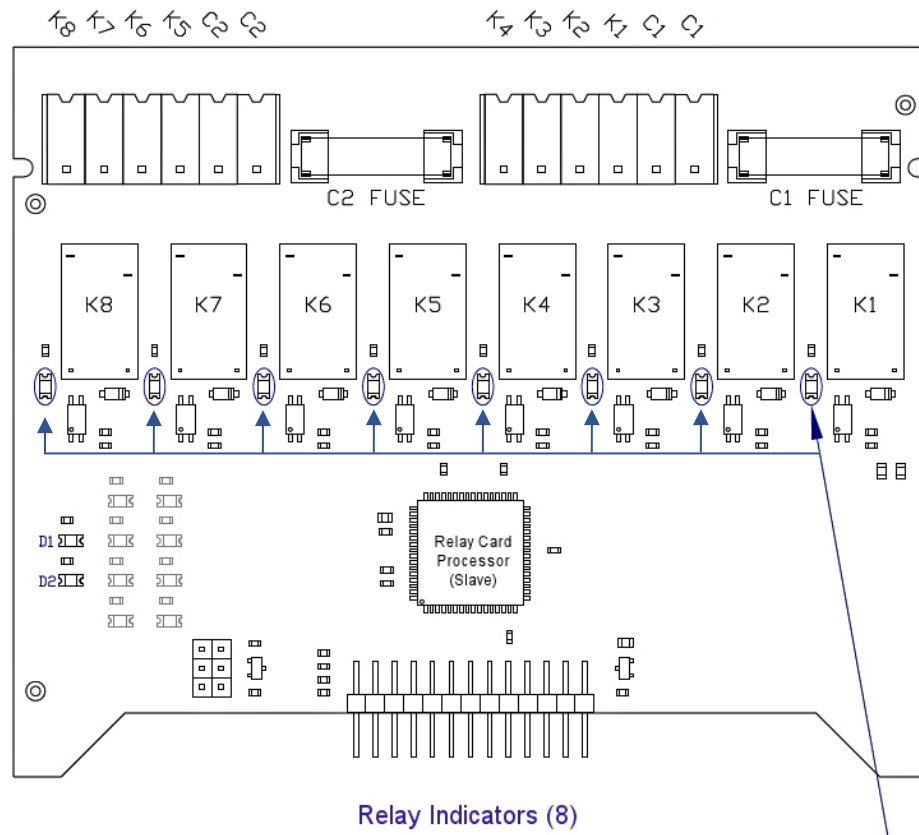 K8 K7 K6 K5 C2 C2 K4 K3 K2 K1 C1 C1
C2 FUSE C1 FUSE
K8 K7 K6 K5 K4 K3 K2 K1
Relay Card
Processor
(Slave)
D1
D2
Relay Indicators (8)